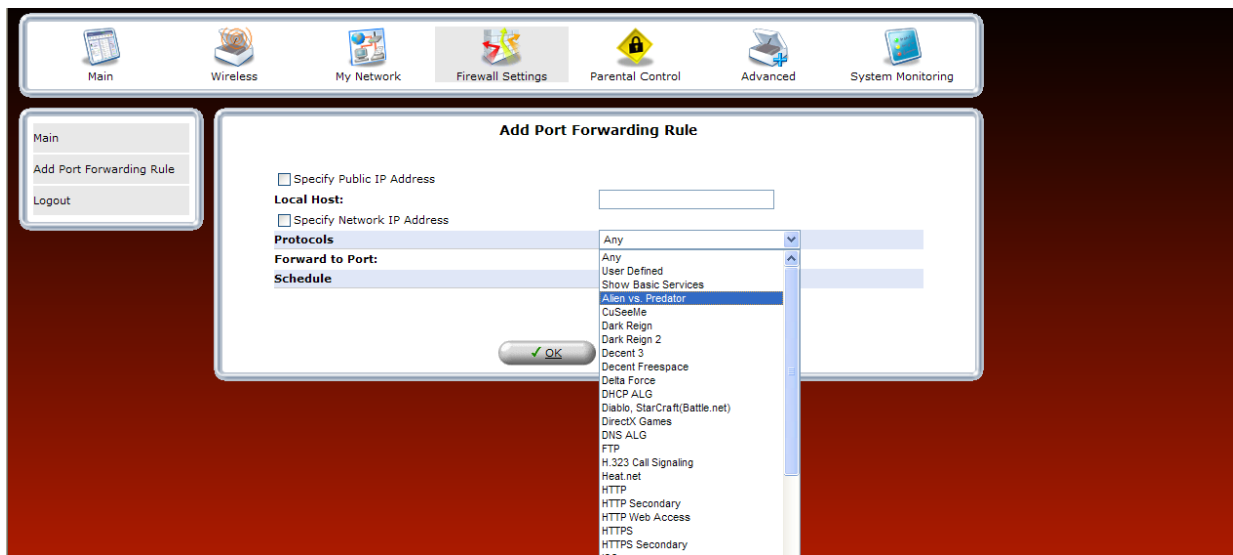 Main
Wireless
My Network
Firewall Settings
Parental Control
Advanced
System Monitoring
Main
Add Port Forwarding Rule
Logout
Add Port Forwarding Rule
Specify Public IP Address
Local Host:
Specify Network IP Address
Protocols
Any
Forward to Port:
Schedule
Any
User Defined
Show Basic Services
Alien vs. Predator
CuSeeMe
Dark Reign
Dark Reign 2
Decent 3
Decent Freespace
Delta Force
DHCP ALG
Diablo, StarCraft(Battle.net)
DirectX Games
DNS ALG
FTP
H.323 Call Signaling
Heat.net
HTTP
HTTP Secondary
HTTP Web Access
HTTPS
HTTPS Secondary
OK